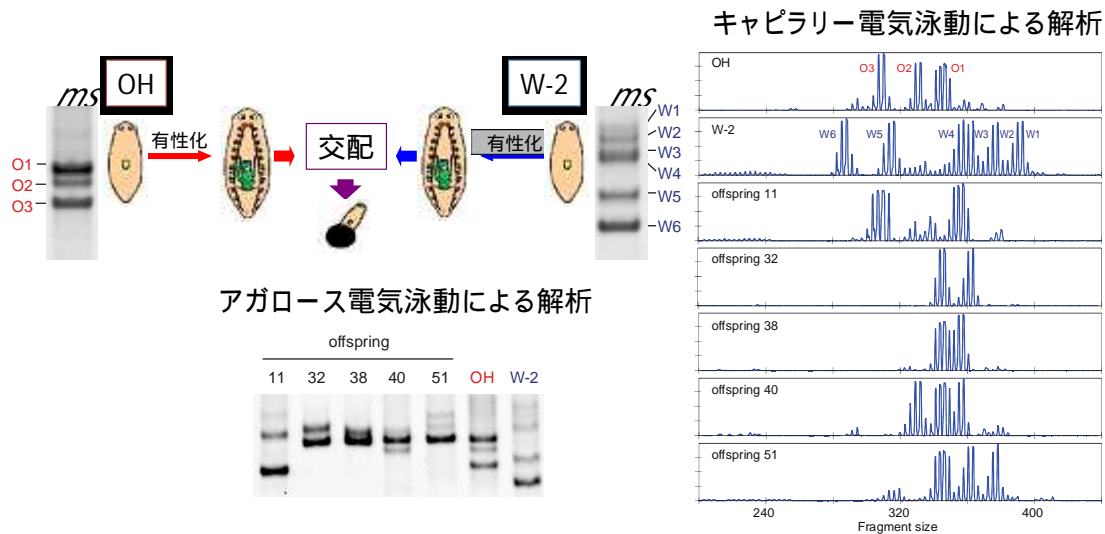 キャピラリー電気泳動による解析
OH
W-2
ms
ms
有性化
交配
有性化
O1
O2
O3
W1
W2
W3
W4
W5
W6
アガロース電気泳動による解析
offspring
11 32 38 40 51 OH W-2
OH
O3 O2 O1
W-2
W6 W5 W4 W3 W2 W1
offspring 11
offspring 32
offspring 38
offspring 40
offspring 51
240 320 400
Fragment size